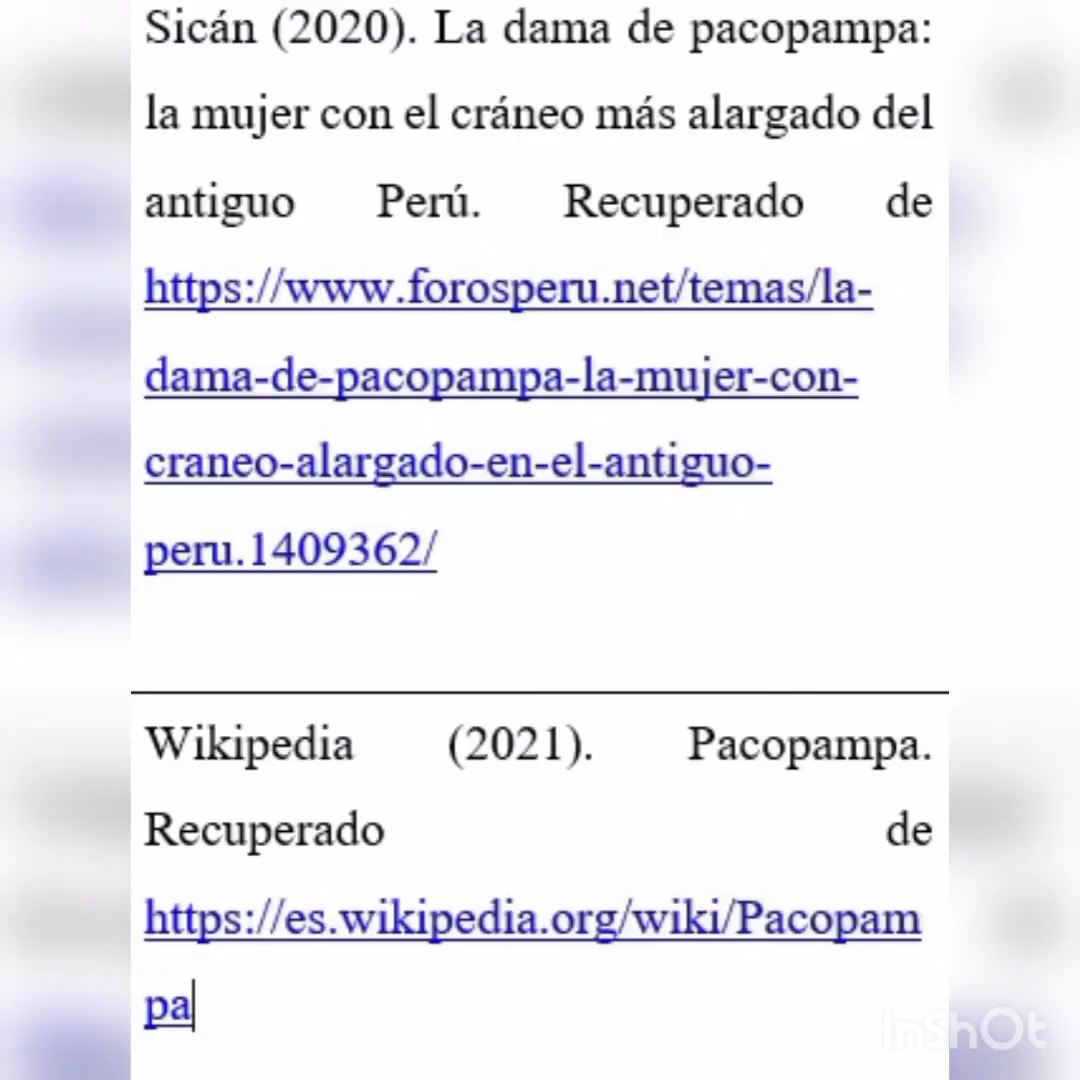 Sicán (2020). La dama de pacopampa:
la mujer con el cráneo más alargado del
antiguo Perú. Recuperado de
https://www.forosperu.net/temas/la-
dama-de-pacopampa-la-mujer-con-
craneo-alargado-en-el-antiguo-
peru.1409362/
Wikipedia (2021). Pacopampa.
Recuperado de
https://es.wikipedia.org/wiki/Pacopam
pa
InShOt